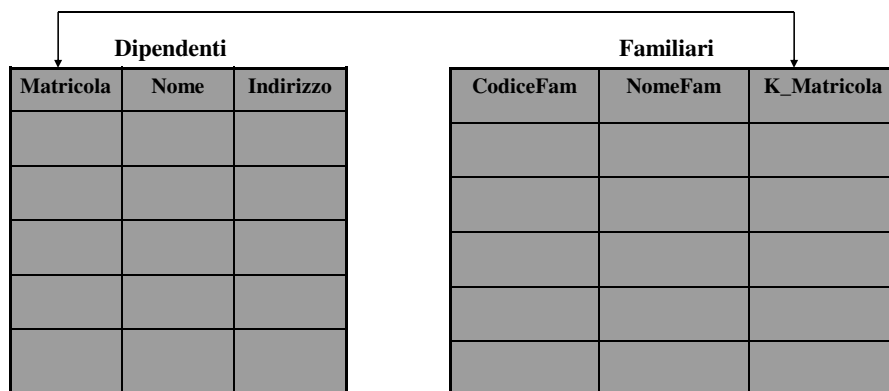 Dipendenti
Familiari
Matricola Nome Indirizzo
CodiceFam NomeFam K_Matricola